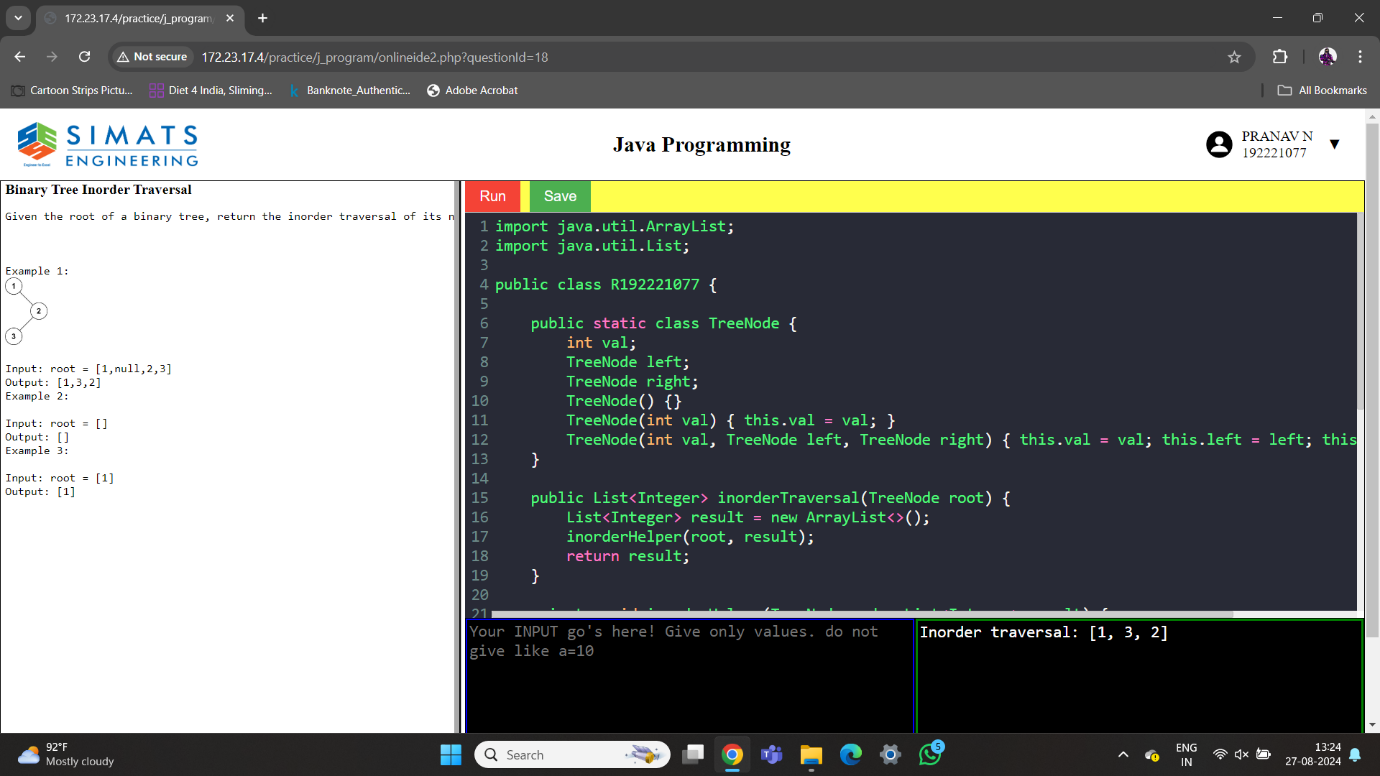 172.23.17.4/practice/j_program
Not secure 172.23.17.4/practice/j_program/onlineide2.php?questionId=18
Cartoon Strips Pictu... Diet 4 India, Sliming... Banknote_Authentic... Adobe Acrobat All Bookmarks
SIMATS
ENGINEERING
Java Programming
PRANAV N
192221077
Binary Tree Inorder Traversal
Given the root of a binary tree, return the inorder traversal of its n
Example 1:
1
2
3
Input: root = [1,null,2,3]
Output: [1,3,2]
Example 2:
Input: root = []
Output: []
Example 3:
Input: root = [1]
Output: [1]
Run Save
1 import java.util.ArrayList;
2 import java.util.List;
3
4 public class R192221077 {
5
6 public static class TreeNode {
7 int val;
8 TreeNode left;
9 TreeNode right;
10 TreeNode() {}
11 TreeNode(int val) { this.val = val; }
12 TreeNode(int val, TreeNode left, TreeNode right) { this.val = val; this.left = left; this
13 }
14
15 public List<Integer> inorderTraversal(TreeNode root) {
16 List<Integer> result = new ArrayList<>();
17 inorderHelper(root, result);
18 return result;
19 }
20
21
Your INPUT go's here! Give only values. do not
give like a=10
Inorder traversal: [1, 3, 2]
92°F
Mostly cloudy
Search
5
ENG
IN
13:24
27-08-2024